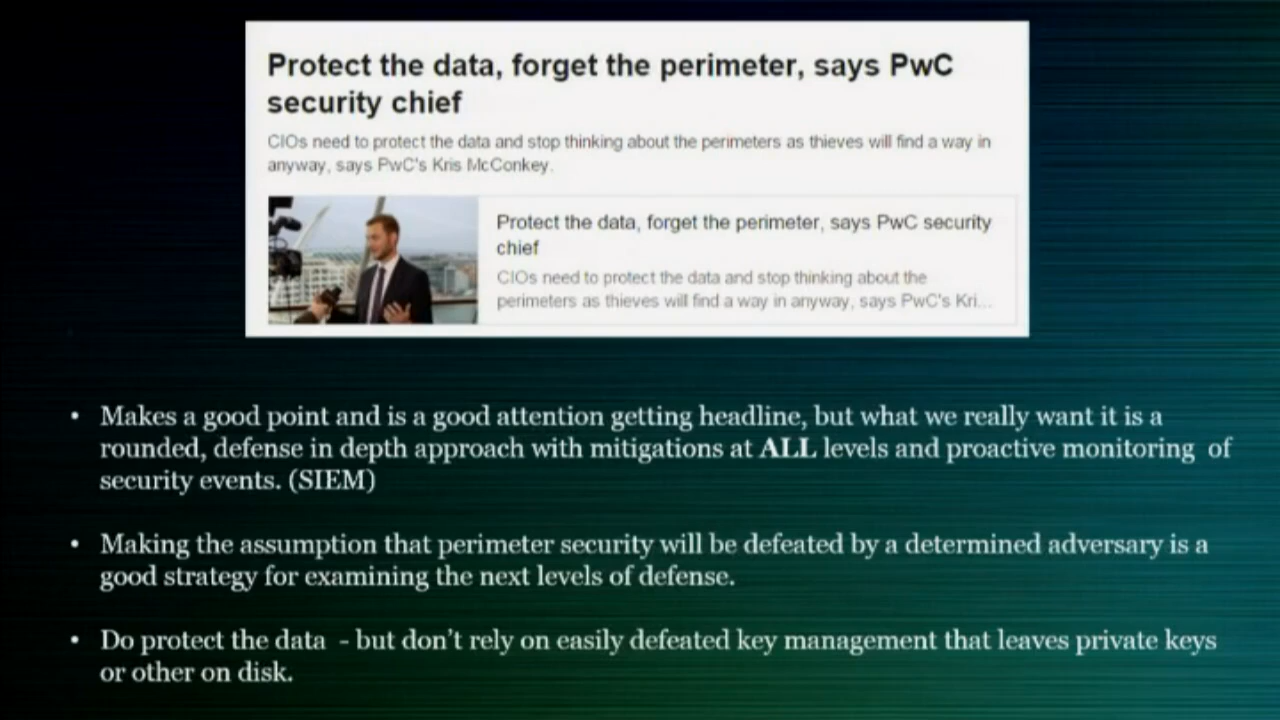 Protect the data, forget the perimeter, says PwC
security chief
CIOs need to protect the data and stop thinking about the perimeters as thieves will find a way in
anyway, says PwC's Kris McConkey.
Protect the data, forget the perimeter, says PwC security
chief
CIOs need to protect the data and stop thinking about the
perimeters as thieves will find a way in anyway, says PwC's Kri...
• Makes a good point and is a good attention getting headline, but what we really want it is a
rounded, defense in depth approach with mitigations at ALL levels and proactive monitoring of
security events. (SIEM)
• Making the assumption that perimeter security will be defeated by a determined adversary is a
good strategy for examining the next levels of defense.
• Do protect the data - but don't rely on easily defeated key management that leaves private keys
or other on disk.